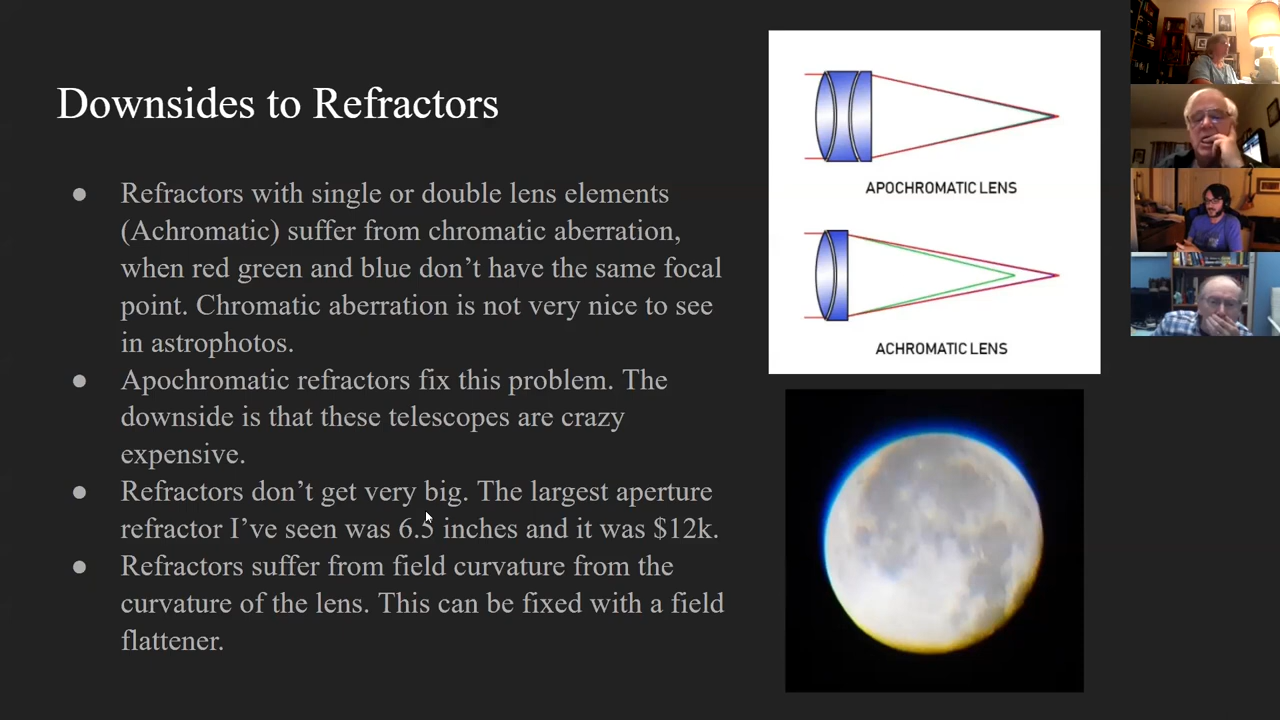 Downsides to Refractors
● Refractors with single or double lens elements
(Achromatic) suffer from chromatic aberration,
when red green and blue don’t have the same focal
point. Chromatic aberration is not very nice to see
in astrophotos.
● Apochromatic refractors fix this problem. The
downside is that these telescopes are crazy
expensive.
● Refractors don’t get very big. The largest aperture
refractor I’ve seen was 6.5 inches and it was $12k.
● Refractors suffer from field curvature from the
curvature of the lens. This can be fixed with a field
flattener.
APOCHROMATIC LENS
ACHROMATIC LENS